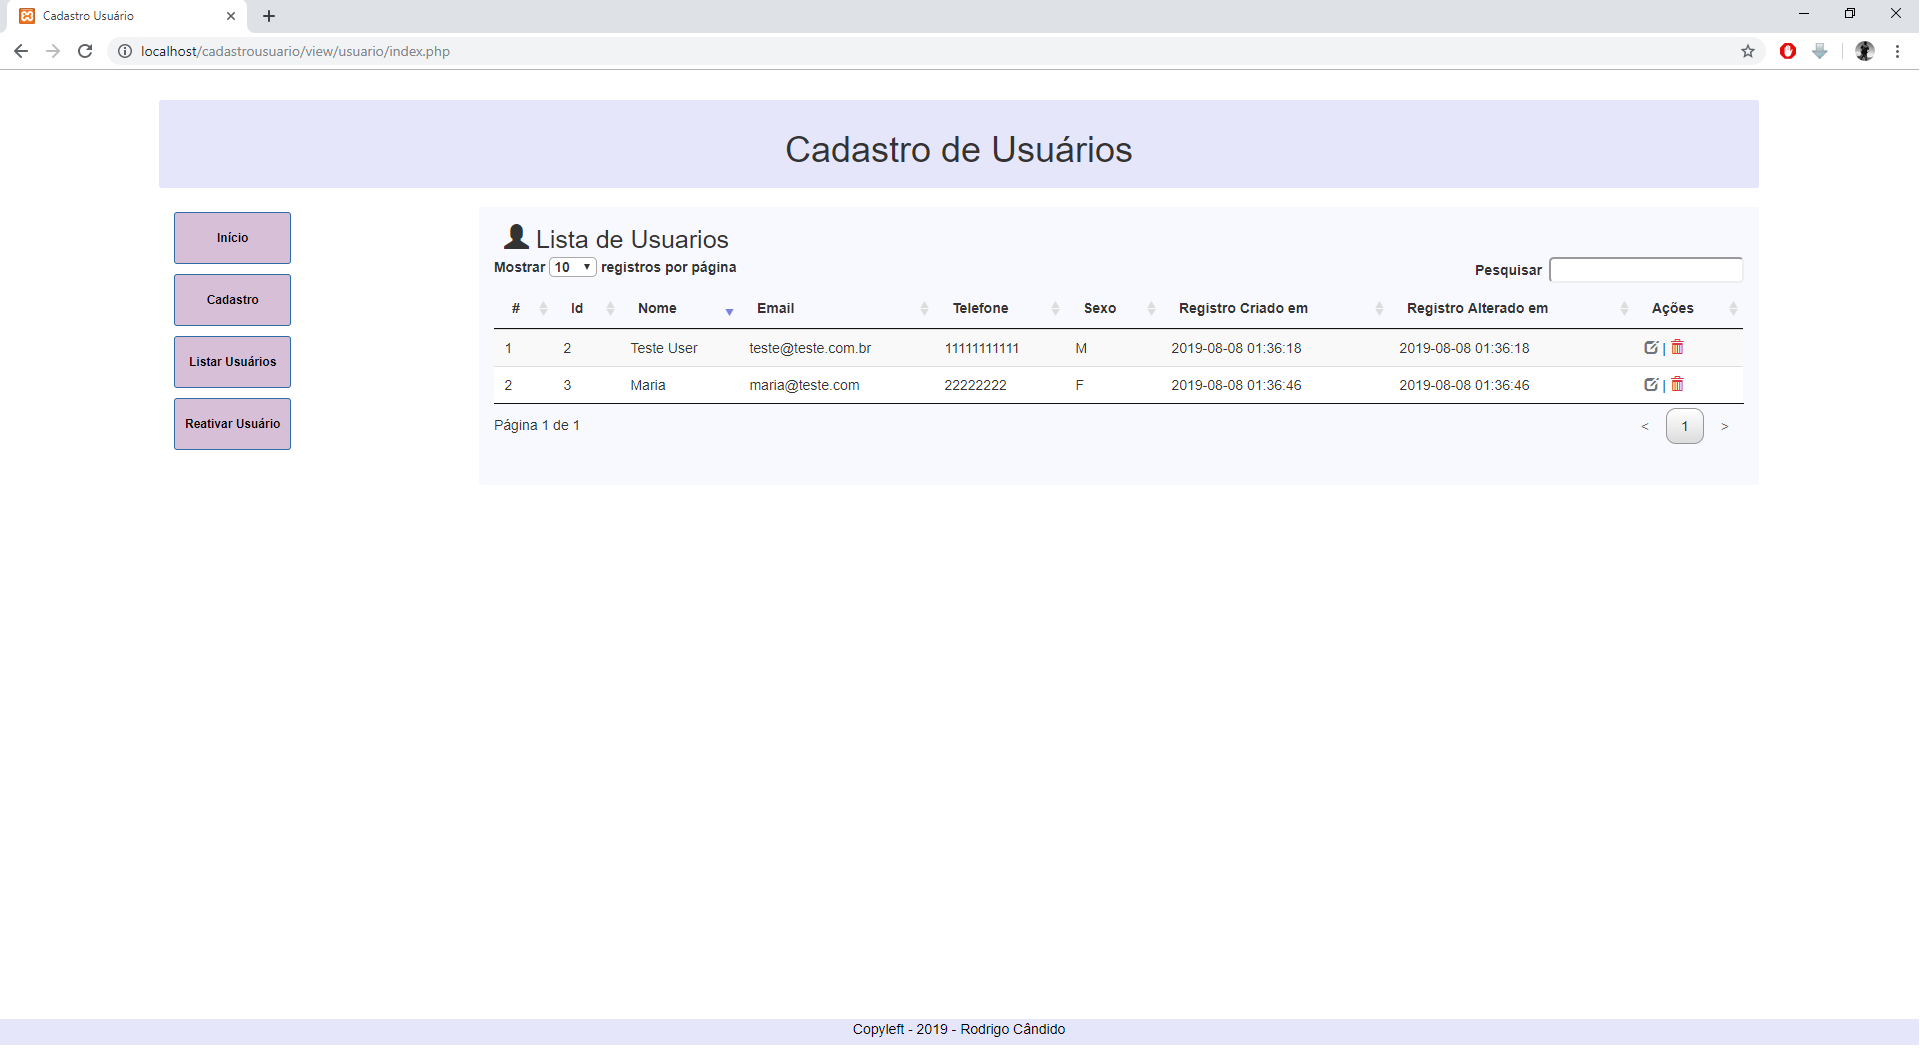 Cadastro Usuário
localhost/cadastrousuario/view/usuario/index.php
Cadastro de Usuários
Início
Cadastro
Listar Usuários
Reativar Usuário
Lista de Usuarios
Mostrar 10 registros por página
Pesquisar
# Id Nome Email Telefone Sexo Registro Criado em Registro Alterado em Ações
1 2 Teste User teste@teste.com.br 11111111111 M 2019-08-08 01:36:18 2019-08-08 01:36:18 |
2 3 Maria maria@teste.com 22222222 F 2019-08-08 01:36:46 2019-08-08 01:36:46 |
Página 1 de 1
< 1 >
Copyleft - 2019 - Rodrigo Cândido